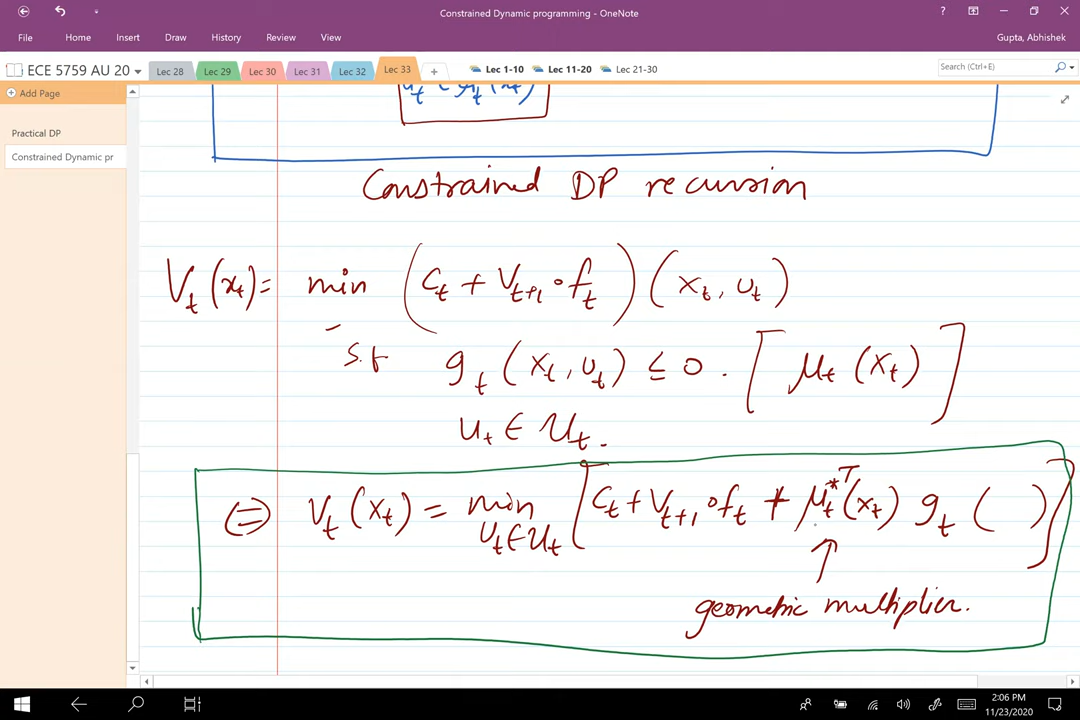 Constrained Dynamic programming - OneNote
File Home Insert Draw History Review View Gupta, Abhishek
ECE 5759 AU 20 Lec 28 Lec 29 Lec 30 Lec 31 Lec 32 Lec 33 + Lec 1-10 Lec 11-20 Lec 21-30 Search (Ctrl+E)
Add Page
Practical DP
Constrained Dynamic pr
Constrained DP recursion
V_t(x_t) = min (C_t + V_{t+1} ∘ f_t) (x_t, u_t)
s.t g_t (x_t, u_t) ≤ 0. [μ_t (x_t)]
u_t ∈ U_t.
⇔ V_t(x_t) = min_{u_t ∈ U_t} [C_t + V_{t+1} ∘ f_t + μ_t^{*T}(x_t) g_t ( )]
geometric multiplier.
2:06 PM
11/23/2020